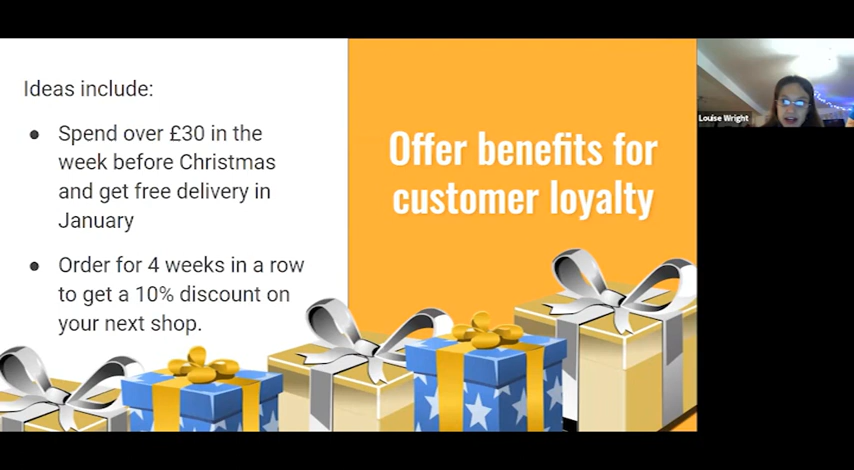 Ideas include:
● Spend over £30 in the
week before Christmas
and get free delivery in
January
● Order for 4 weeks in a row
to get a 10% discount on
your next shop.
Offer benefits for
customer loyalty
Louise Wright